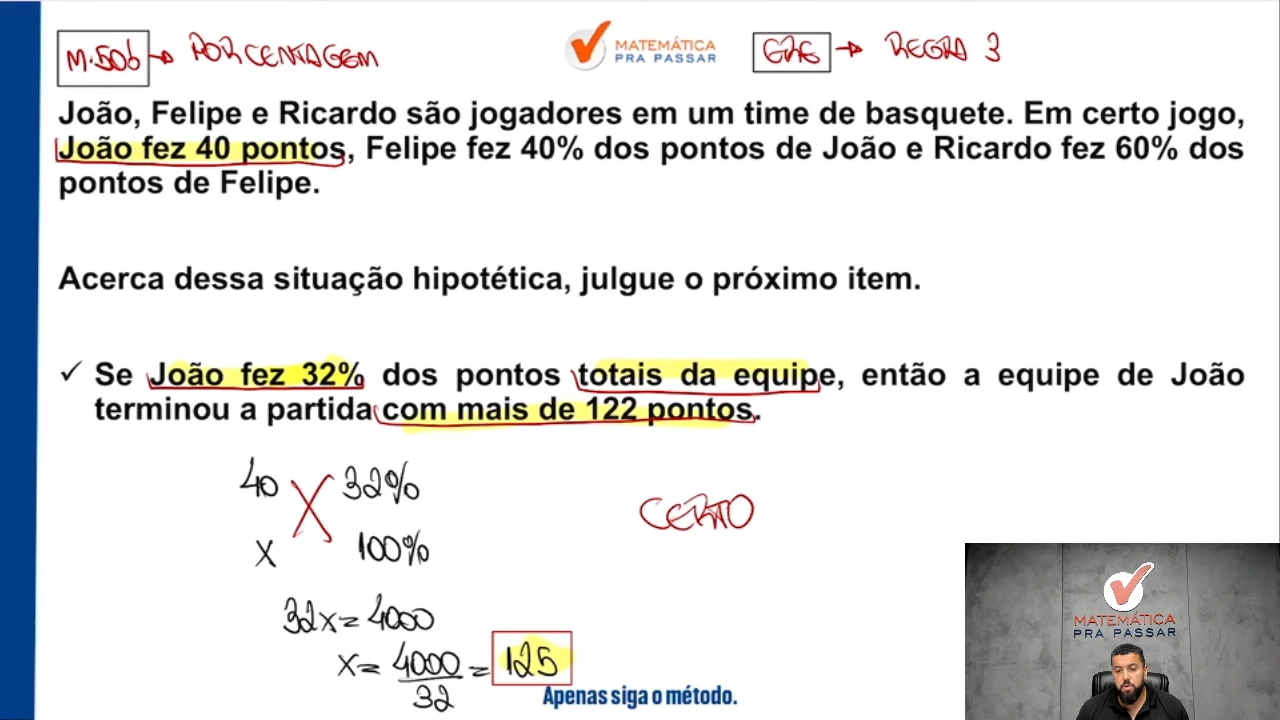 M.506 → PORCENTAGEM
MATEMÁTICA
PRA PASSAR
→ REGRA 3
João, Felipe e Ricardo são jogadores em um time de basquete. Em certo jogo,
João fez 40 pontos, Felipe fez 40% dos pontos de João e Ricardo fez 60% dos
pontos de Felipe.
Acerca dessa situação hipotética, julgue o próximo item.
✓ Se João fez 32% dos pontos totais da equipe, então a equipe de João
terminou a partida com mais de 122 pontos.
40 32%
x 100%
CERTO
32x = 4000
x = 4000/32 = 125
Apenas siga o método.
MATEMÁTICA
PRA PASSAR